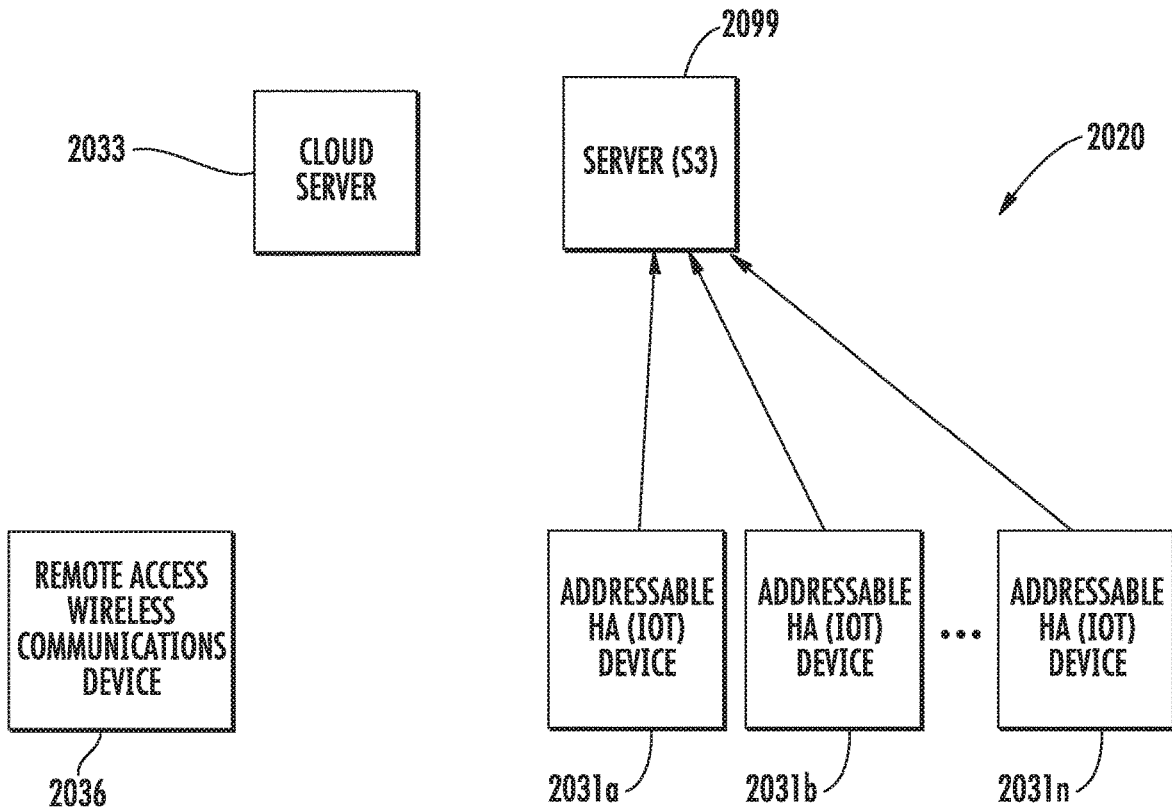 2099
2033
CLOUD
SERVER
SERVER (S3)
2020
REMOTE ACCESS
WIRELESS
COMMUNICATIONS
DEVICE
ADDRESSABLE
HA (IOT)
DEVICE
ADDRESSABLE
HA (IOT)
DEVICE
•••
ADDRESSABLE
HA (IOT)
DEVICE
2036
2031a
2031b
2031n